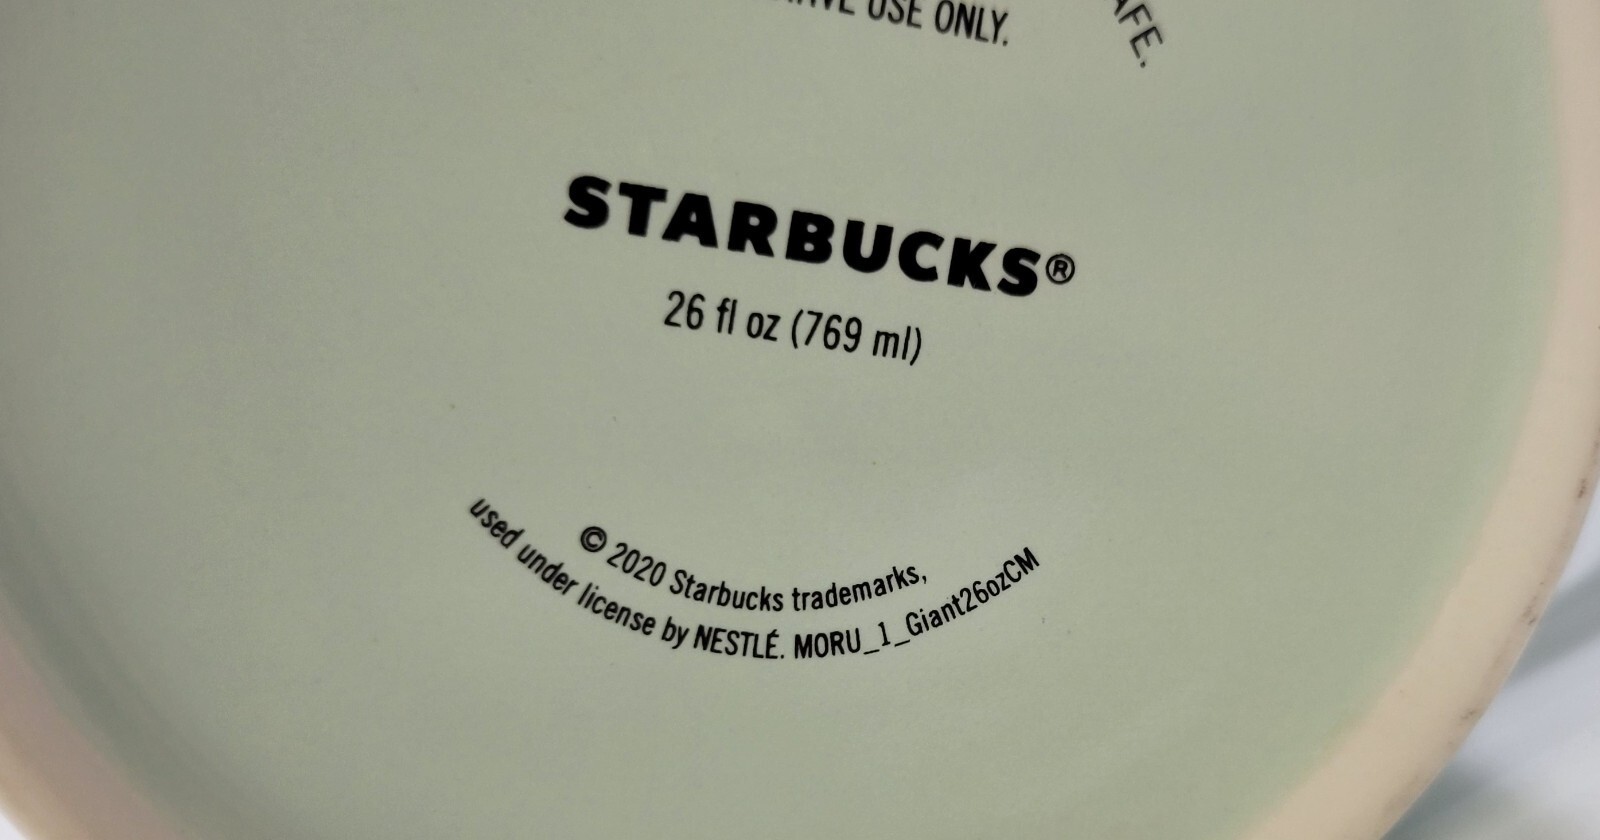 USE ONLY.
STARBUCKS®
26 fl oz (769 ml)
© 2020 Starbucks trademarks,
used under license by NESTLÉ. MORU_1_Giant26ozCM